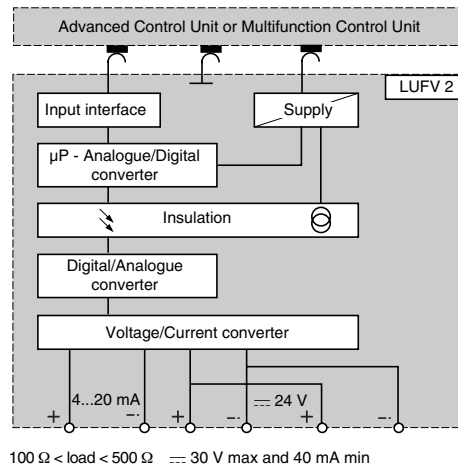 Advanced Control Unit or Multifunction Control Unit
LUFV 2
Input interface
Supply
µP - Analogue/Digital
converter
Insulation
Digital/Analogue
converter
Voltage/Current converter
4...20 mA
24 V
+ - + - + -
100 Ω < load < 500 Ω 30 V max and 40 mA min